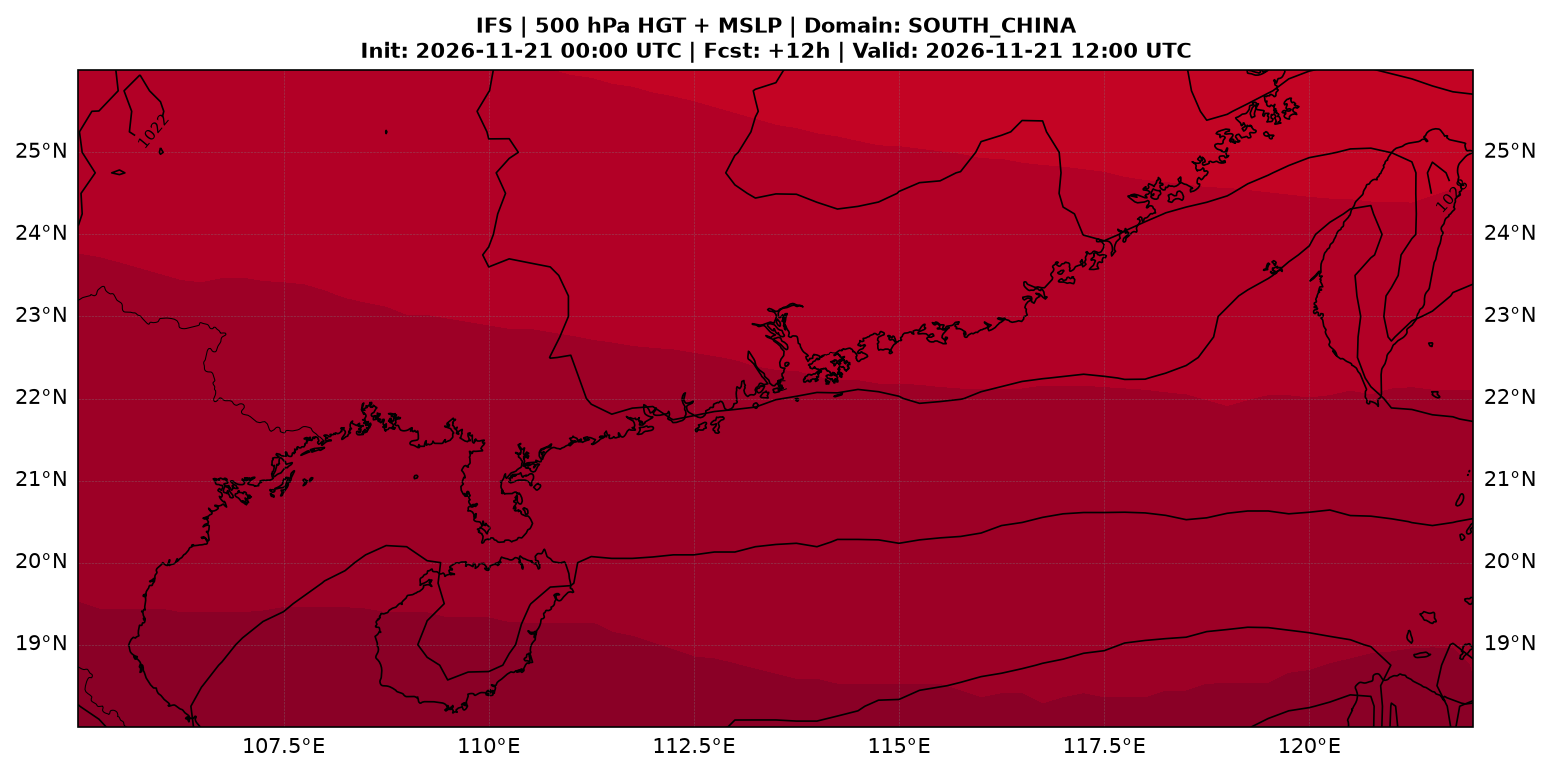 IFS | 500 hPa HGT + MSLP | Domain: SOUTH_CHINA
Init: 2026-11-21 00:00 UTC | Fcst: +12h | Valid: 2026-11-21 12:00 UTC
1022
25°N 25°N
24°N 24°N
23°N 23°N
22°N 22°N
21°N 21°N
20°N 20°N
19°N 19°N
107.5°E 110°E 112.5°E 115°E 117.5°E 120°E